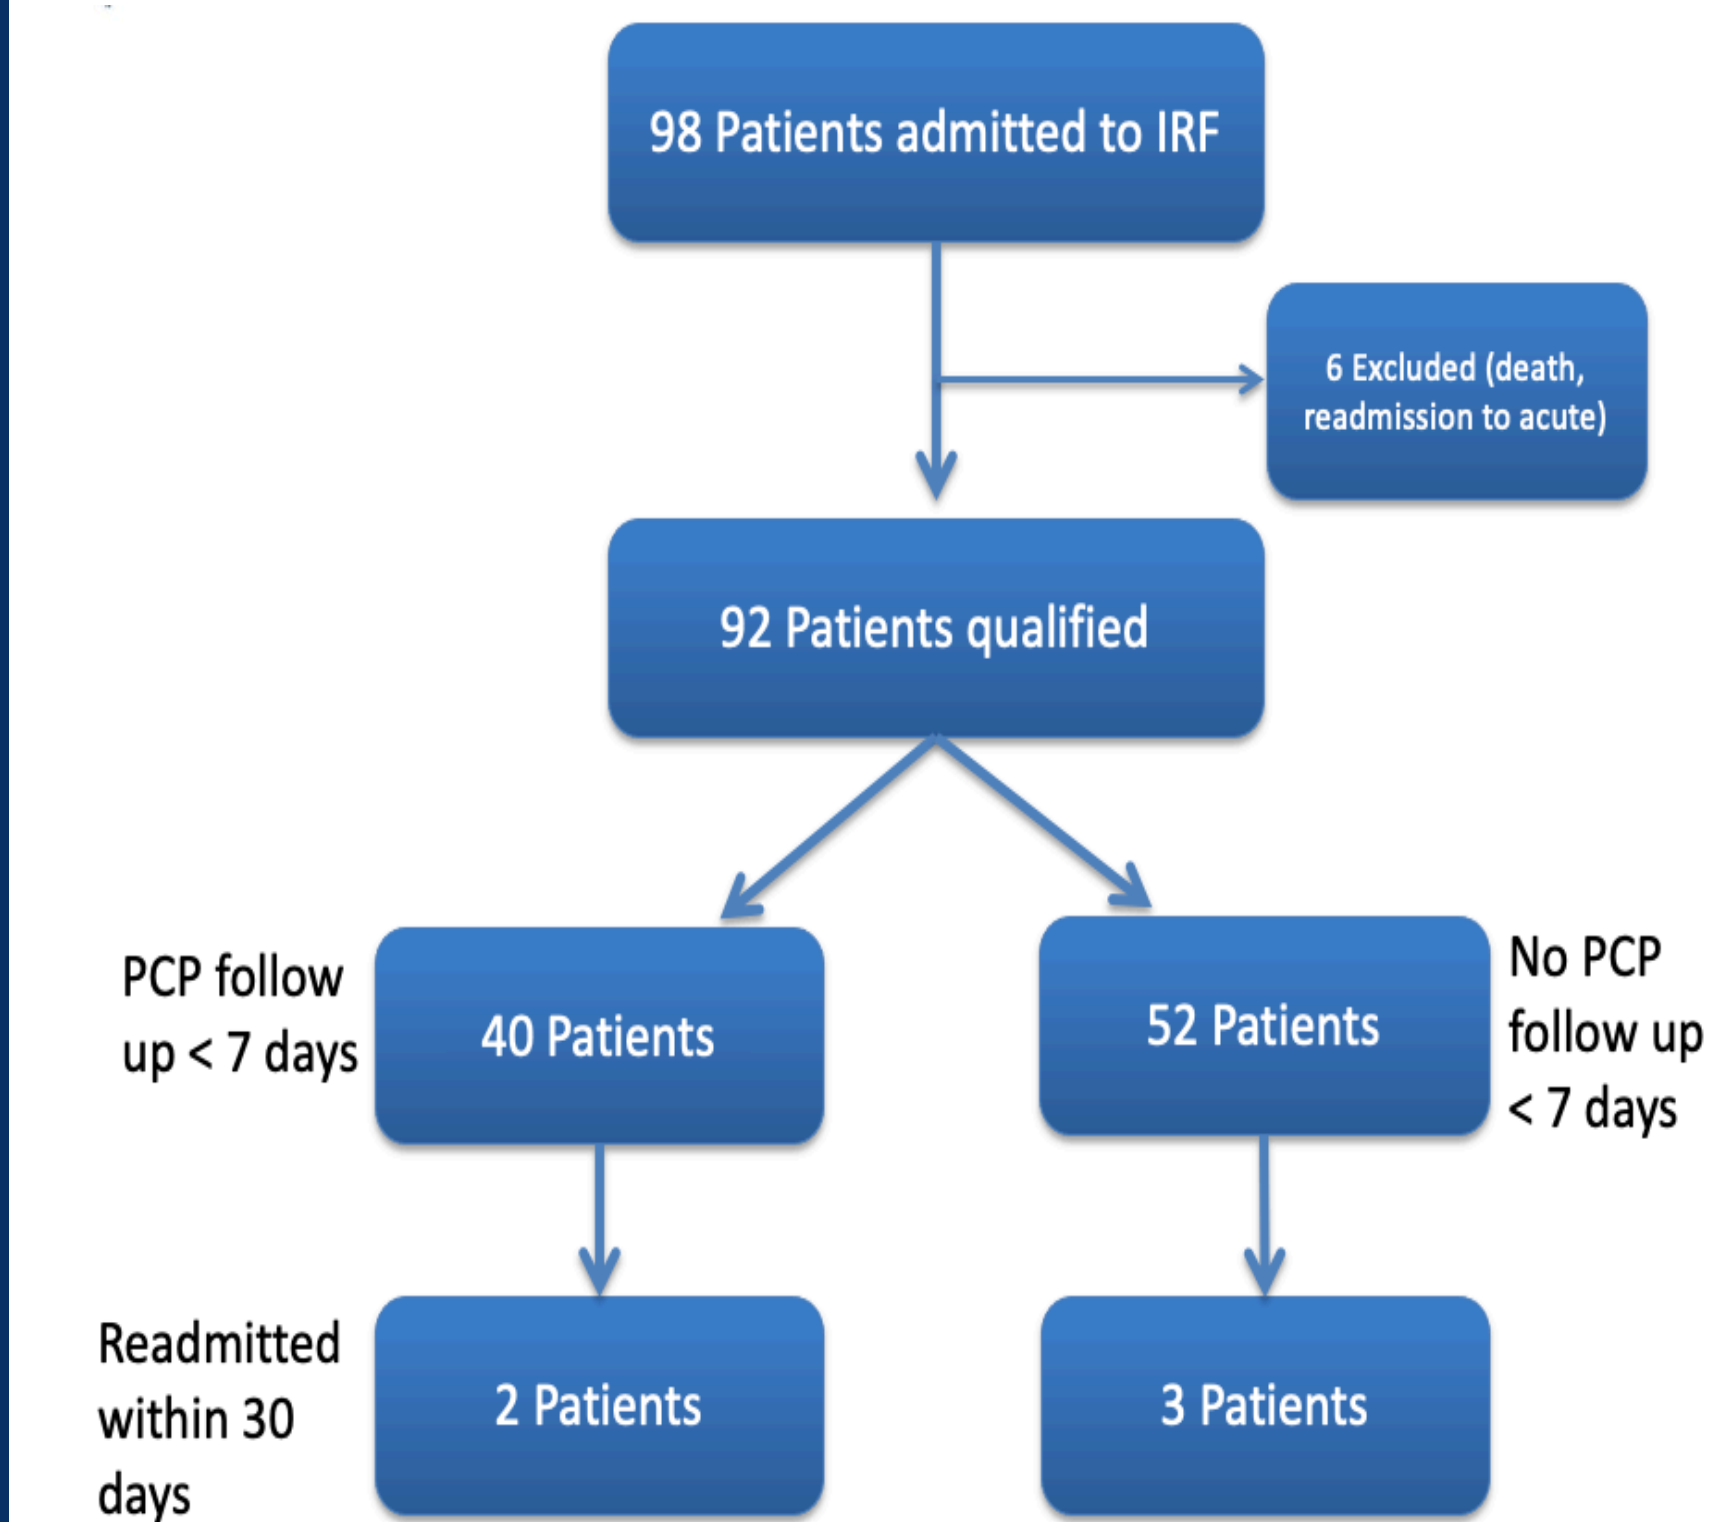 98 Patients admitted to IRF
6 Excluded (death,
readmission to acute)
92 Patients qualified
PCP follow
up < 7 days
40 Patients
52 Patients
No PCP
follow up
< 7 days
Readmitted
within 30
days
2 Patients
3 Patients